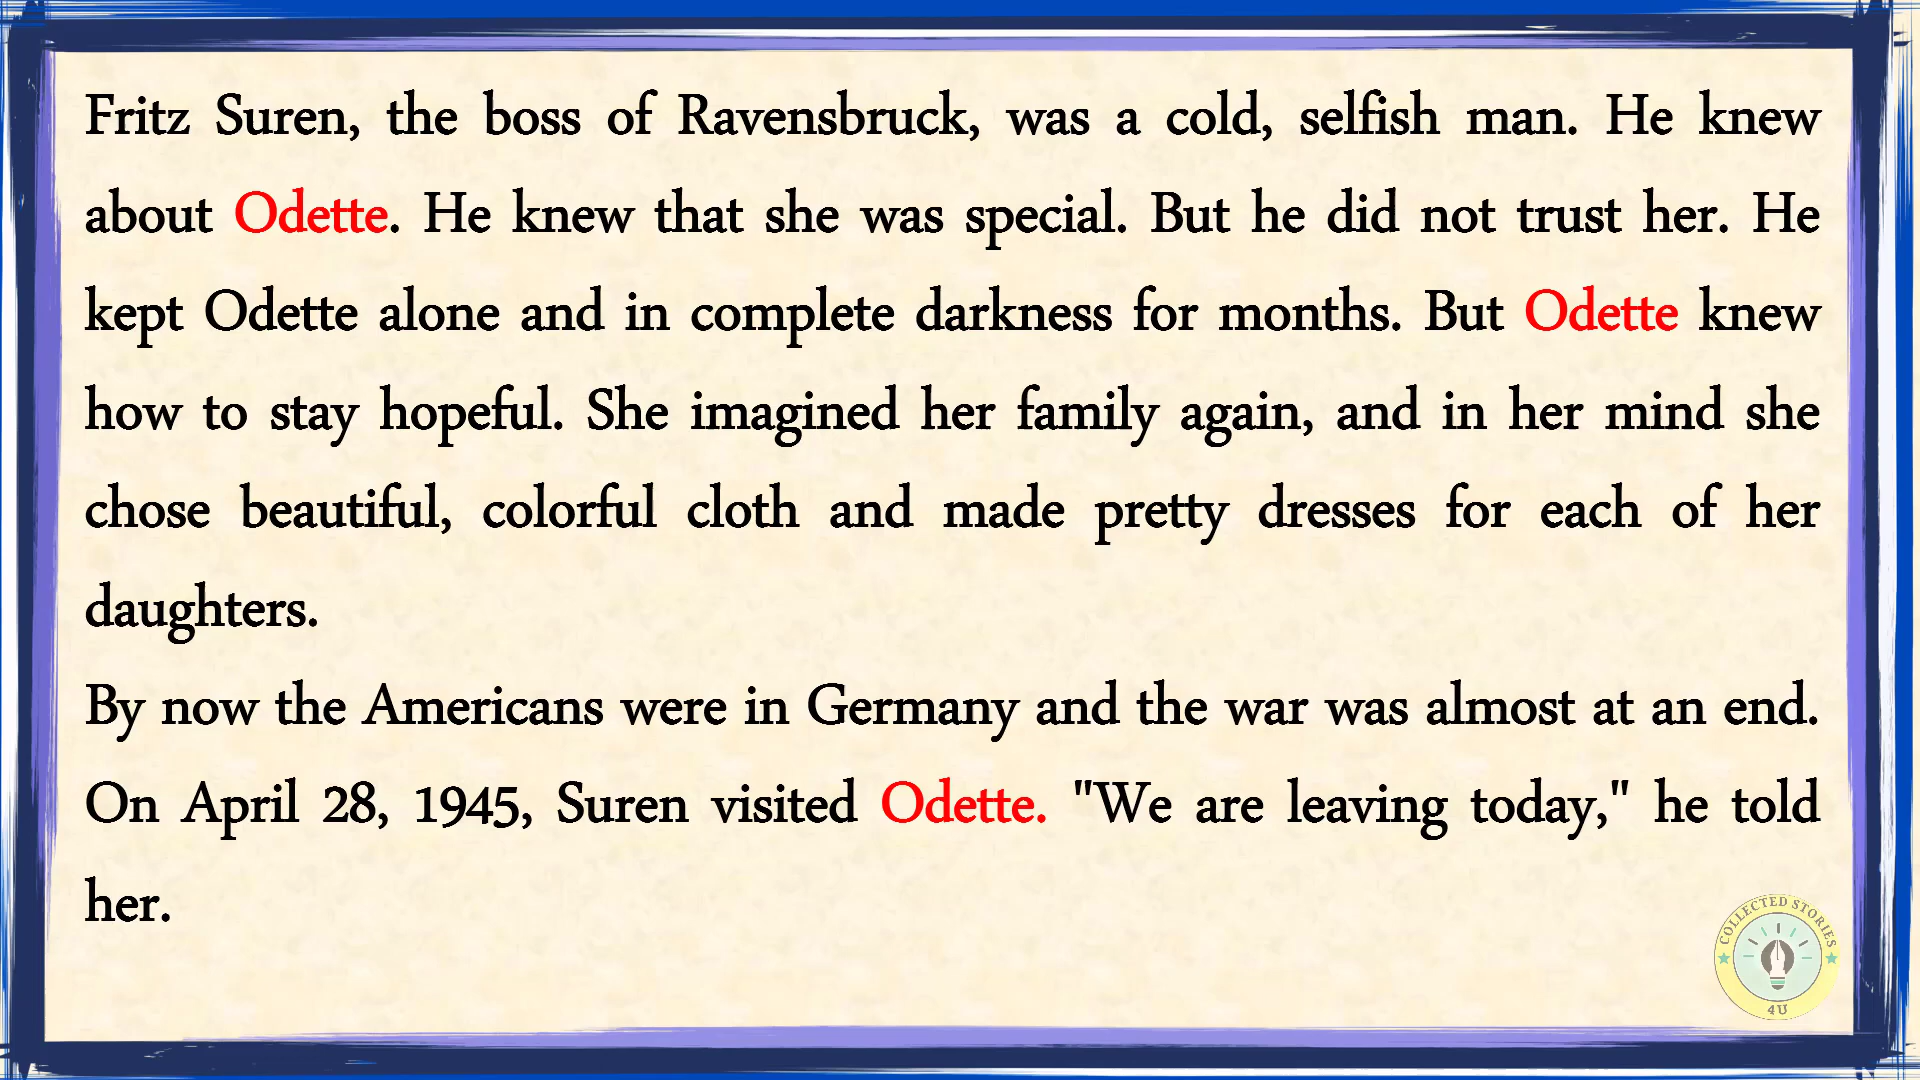 Fritz Suren, the boss of Ravensbruck, was a cold, selfish man. He knew
about Odette. He knew that she was special. But he did not trust her. He
kept Odette alone and in complete darkness for months. But Odette knew
how to stay hopeful. She imagined her family again, and in her mind she
chose beautiful, colorful cloth and made pretty dresses for each of her
daughters.
By now the Americans were in Germany and the war was almost at an end.
On April 28, 1945, Suren visited Odette. "We are leaving today," he told
her.
COLLECTED STORIES
4U